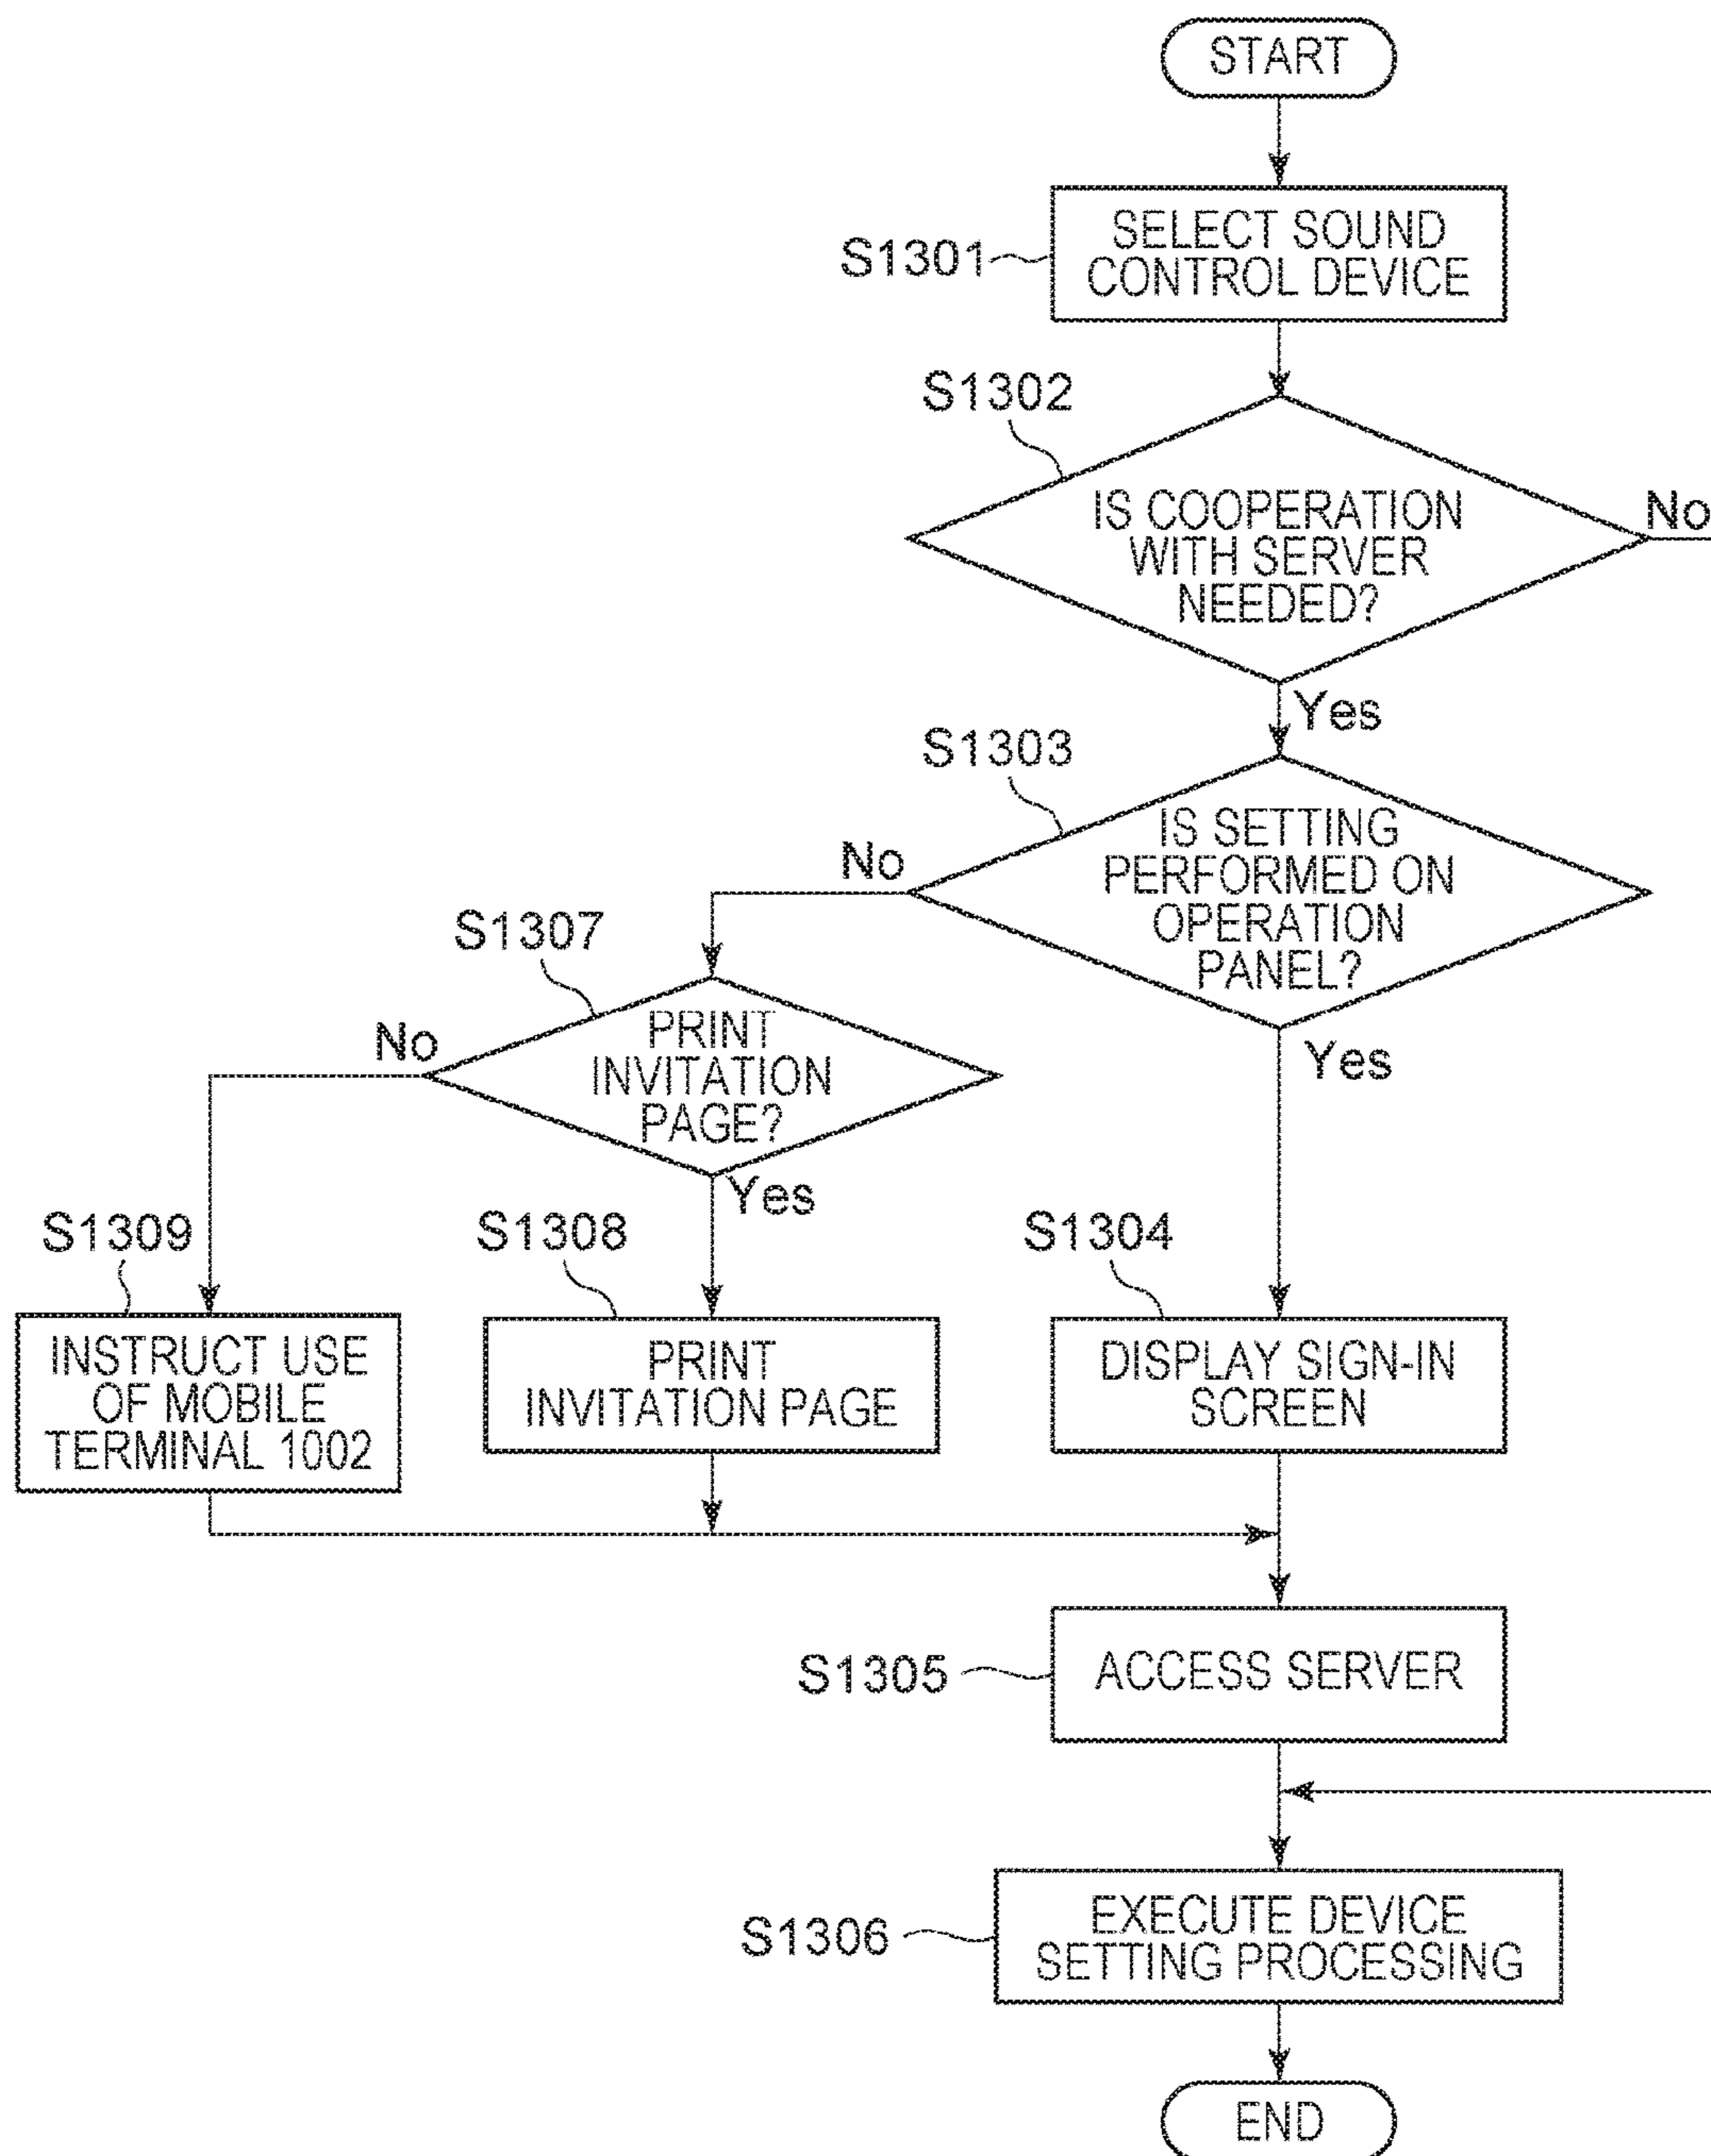 START
S1301
SELECT SOUND
CONTROL DEVICE
S1302
IS COOPERATION
WITH SERVER
NEEDED?
No
Yes
S1303
IS SETTING
PERFORMED ON
OPERATION
PANEL?
No
Yes
S1307
PRINT
INVITATION
PAGE?
No
Yes
S1309
INSTRUCT USE
OF MOBILE
TERMINAL 1002
S1308
PRINT
INVITATION PAGE
S1304
DISPLAY SIGN-IN
SCREEN
S1305
ACCESS SERVER
S1306
EXECUTE DEVICE
SETTING PROCESSING
END